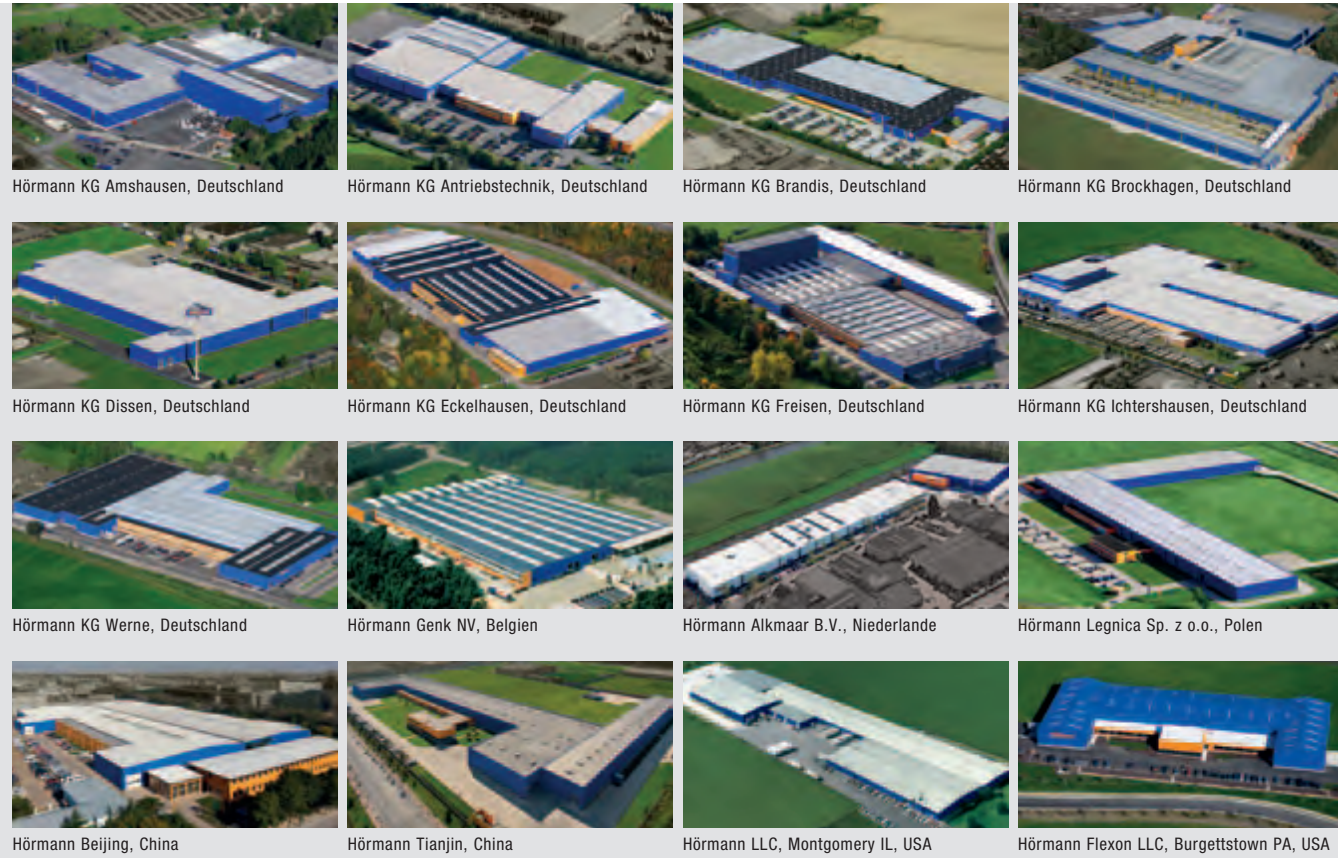 Hörmann KG Amshausen, Deutschland
Hörmann KG Antriebstechnik, Deutschland
Hörmann KG Brandis, Deutschland
Hörmann KG Brockhagen, Deutschland
Hörmann KG Dissen, Deutschland
Hörmann KG Eckelhausen, Deutschland
Hörmann KG Freisen, Deutschland
Hörmann KG Ichtershausen, Deutschland
Hörmann KG Werne, Deutschland
Hörmann Genk NV, Belgien
Hörmann Alkmaar B.V., Niederlande
Hörmann Legnica Sp. z o.o., Polen
Hörmann Beijing, China
Hörmann Tianjin, China
Hörmann LLC, Montgomery IL, USA
Hörmann Flexon LLC, Burgettstown PA, USA